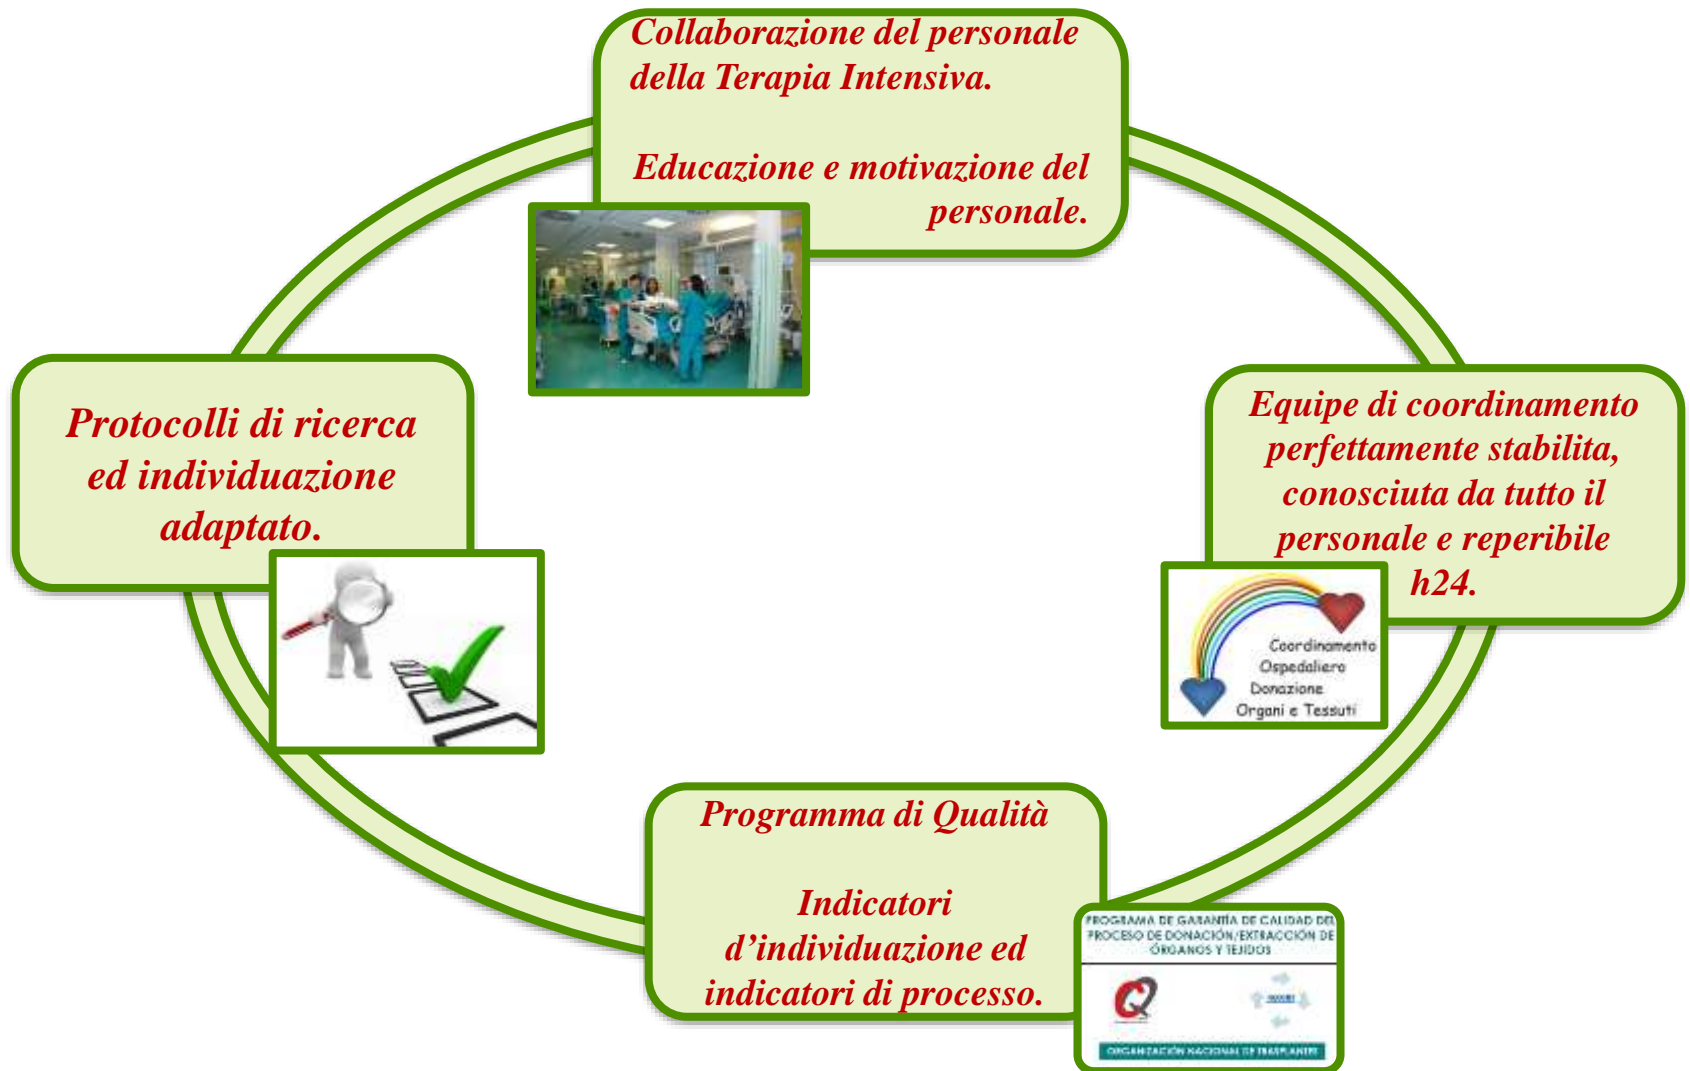 Collaborazione del personale
della Terapia Intensiva.
Educazione e motivazione del
personale.
Protocolli di ricerca
ed individuazione
adaptato.
Equipe di coordinamento
perfettamente stabilita,
conosciuta da tutto il
personale e reperibile
h24.
Coordinamento
Ospedaliero
Donazione
Organi e Tessuti
Programma di Qualità
Indicatori
d’individuazione ed
indicatori di processo.
PROGRAMA DE GARANTÍA DE CALIDAD DEL
PROCESO DE DONACIÓN/EXTRACCIÓN DE
ÓRGANOS Y TEJIDOS
ORGANIZACIÓN NACIONAL DE TRASPLANTES